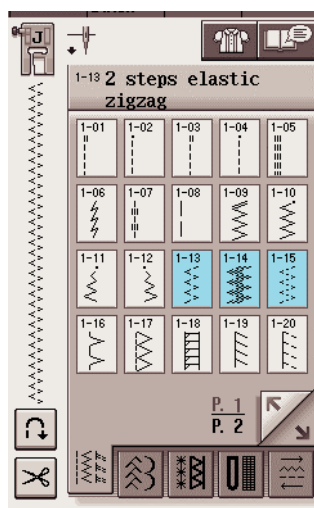 J
1-13 2 steps elastic
zigzag
1-01 1-02 1-03 1-04 1-05
1-06 1-07 1-08 1-09 1-10
1-11 1-12 1-13 1-14 1-15
1-16 1-17 1-18 1-19 1-20
P. 1
P. 2